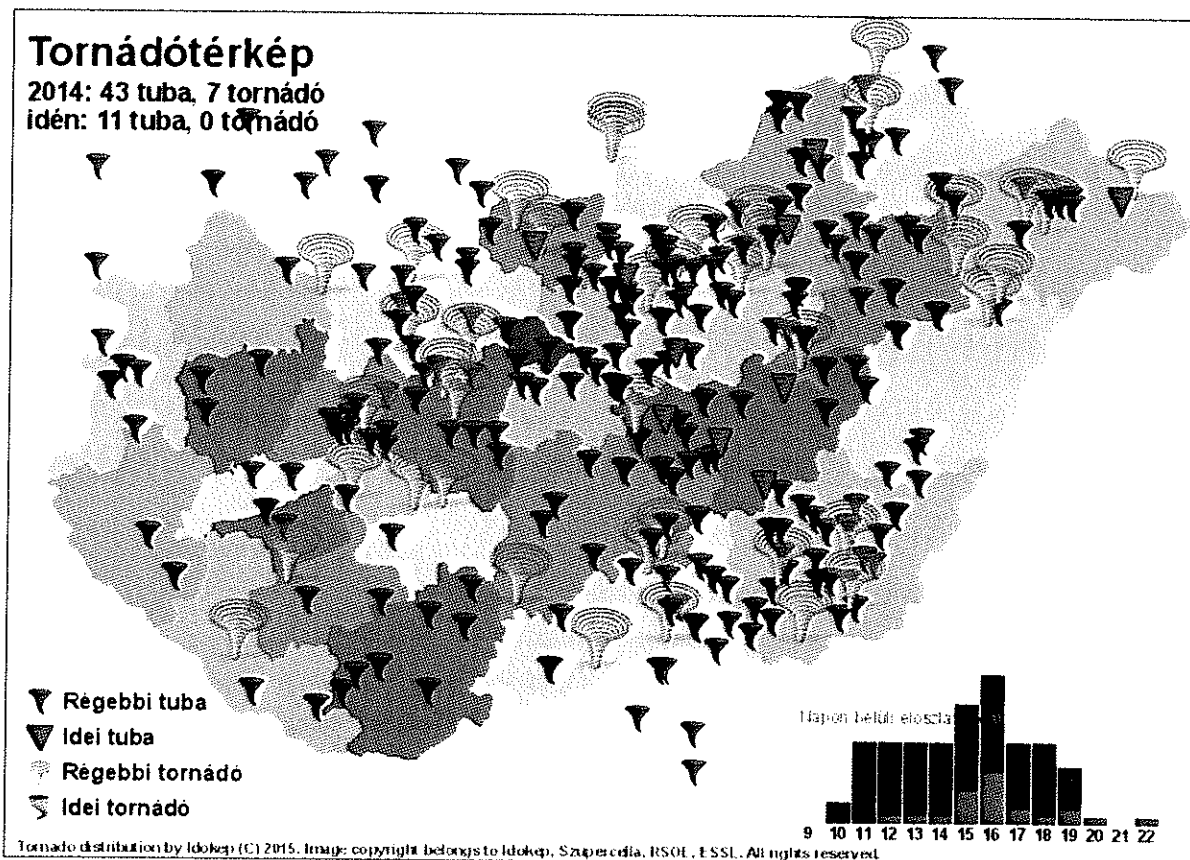 Tornádótérkép
2014: 43 tuba, 7 tornádó
idén: 11 tuba, 0 tornádó
Régebbi tuba
Idei tuba
Régebbi tornádó
Idei tornádó
Napon belüli
9 10 11 12 13 14 15 16 17 18 19 20 21 22
Tornado distribution by Idokep (C) 2015. Image copyright belongs to Idokep, Szupercella, RSOE, ESSL. All rights reserved.